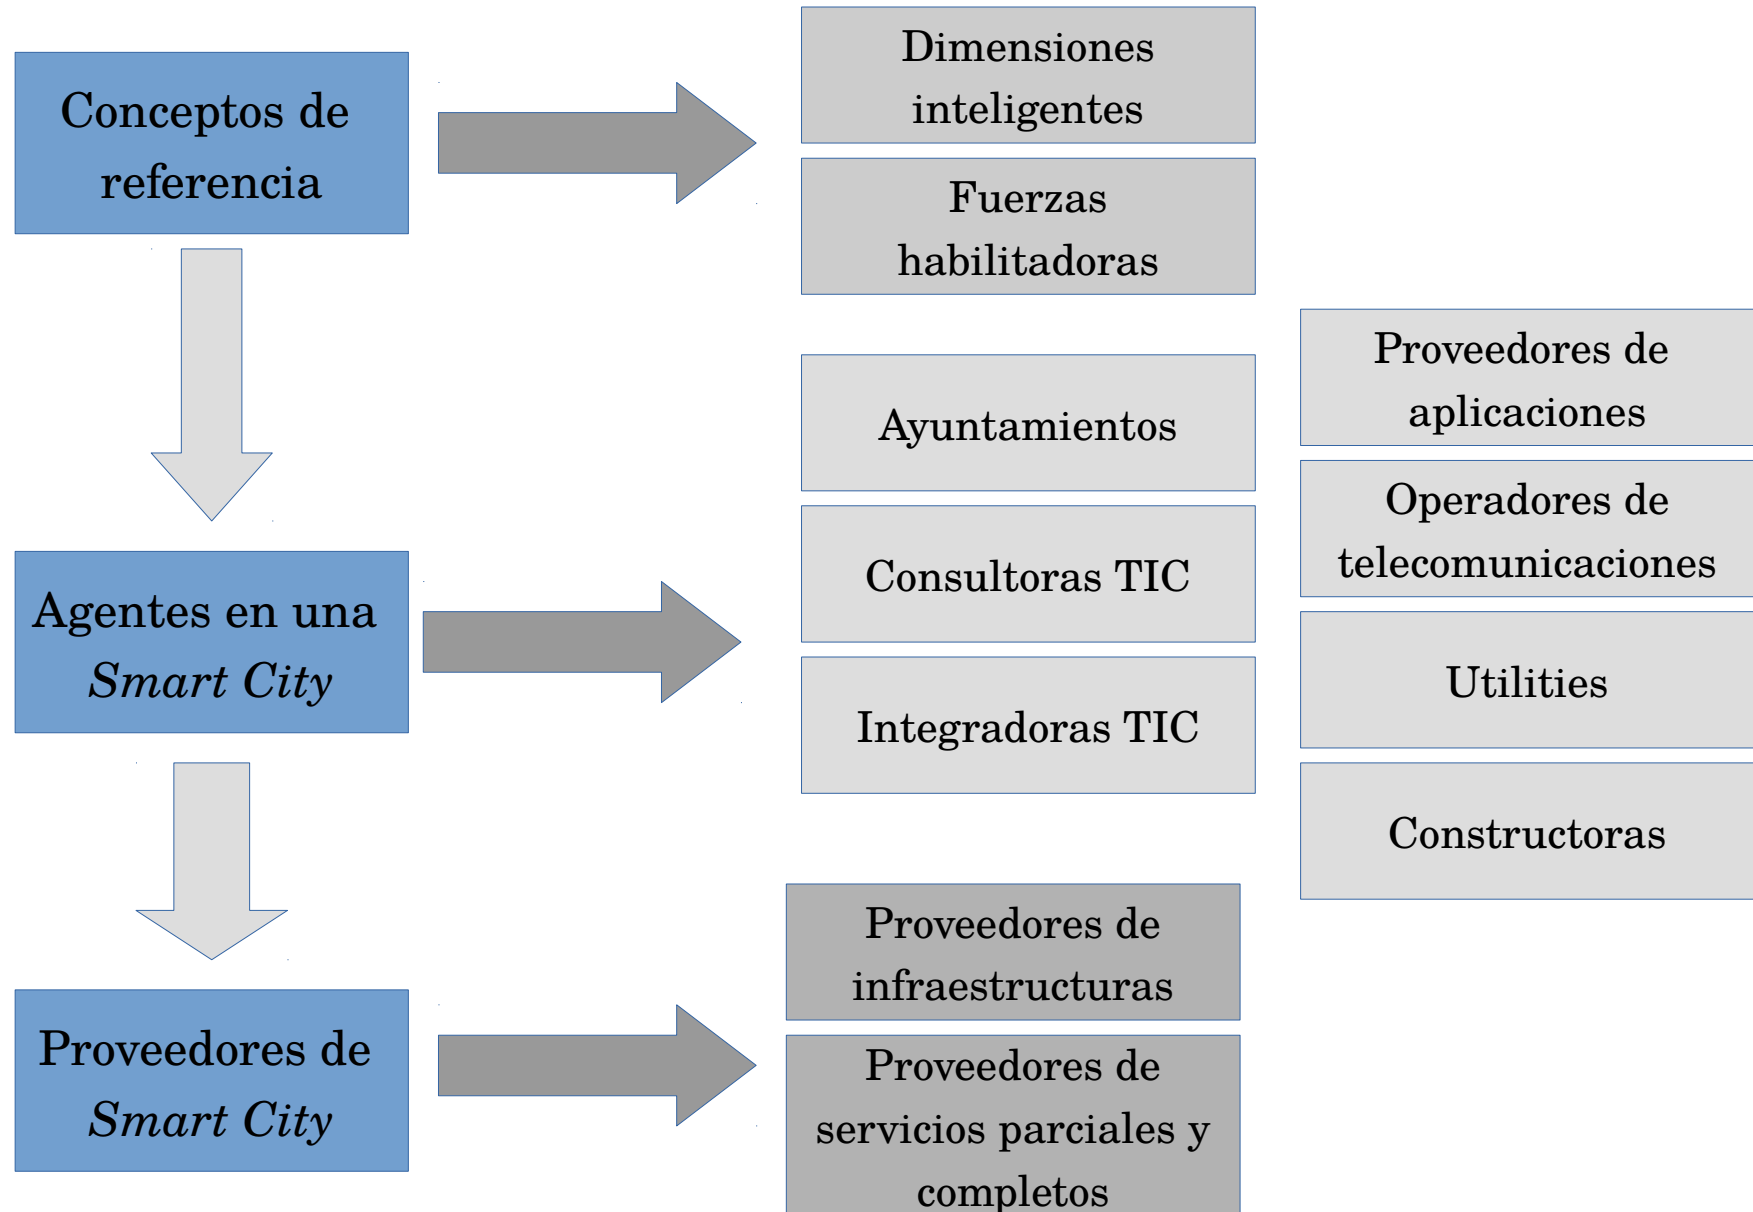 Conceptos de
referencia
Dimensiones
inteligentes
Fuerzas
habilitadoras
Agentes en una
Smart City
Ayuntamientos
Consultoras TIC
Integradoras TIC
Proveedores de
aplicaciones
Operadores de
telecomunicaciones
Utilities
Constructoras
Proveedores de
Smart City
Proveedores de
infraestructuras
Proveedores de
servicios parciales y
completos